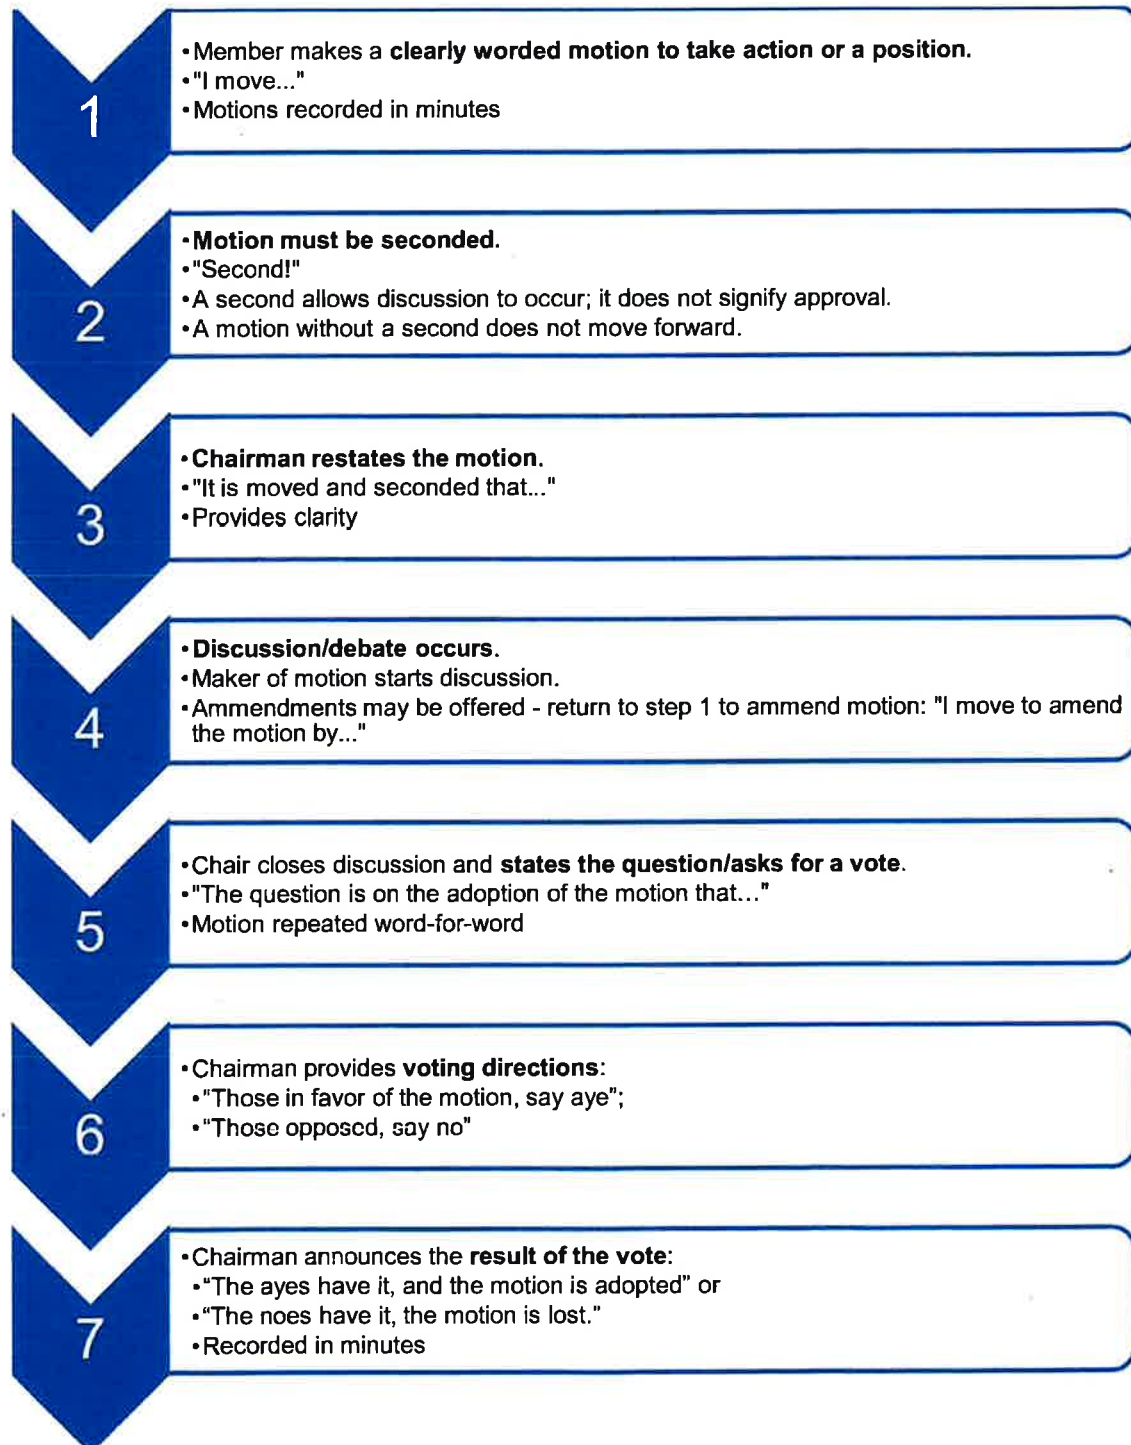 1
•Member makes a clearly worded motion to take action or a position.
•"I move..."
•Motions recorded in minutes
2
•Motion must be seconded.
•"Second!"
•A second allows discussion to occur; it does not signify approval.
•A motion without a second does not move forward.
3
•Chairman restates the motion.
•"It is moved and seconded that..."
•Provides clarity
4
•Discussion/debate occurs.
•Maker of motion starts discussion.
•Ammendments may be offered - return to step 1 to ammend motion: "I move to amend
the motion by..."
5
•Chair closes discussion and states the question/asks for a vote.
•"The question is on the adoption of the motion that..."
•Motion repeated word-for-word
6
•Chairman provides voting directions:
•"Those in favor of the motion, say aye";
•"Those opposed, say no"
7
•Chairman announces the result of the vote:
•"The ayes have it, and the motion is adopted" or
•"The noes have it, the motion is lost."
•Recorded in minutes